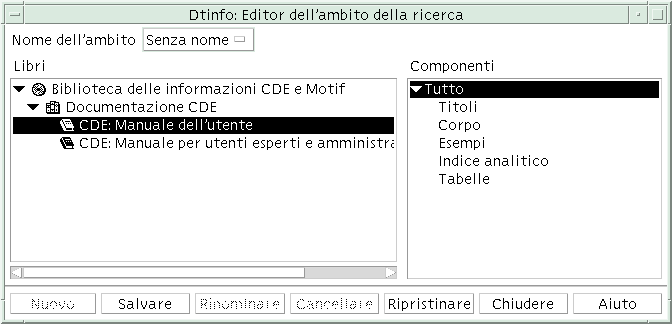 Dtinfo: Editor dell'ambito della ricerca
Nome dell'ambito Senza nome
Libri
Biblioteca delle informazioni CDE e Motif
Documentazione CDE
CDE: Manuale dell'utente
CDE: Manuale per utenti esperti e amministra
Componenti
Tutto
Titoli
Corpo
Esempi
Indice analitico
Tabelle
Nuovo Salvare Rinominare Cancellare Ripristinare Chiudere Aiuto